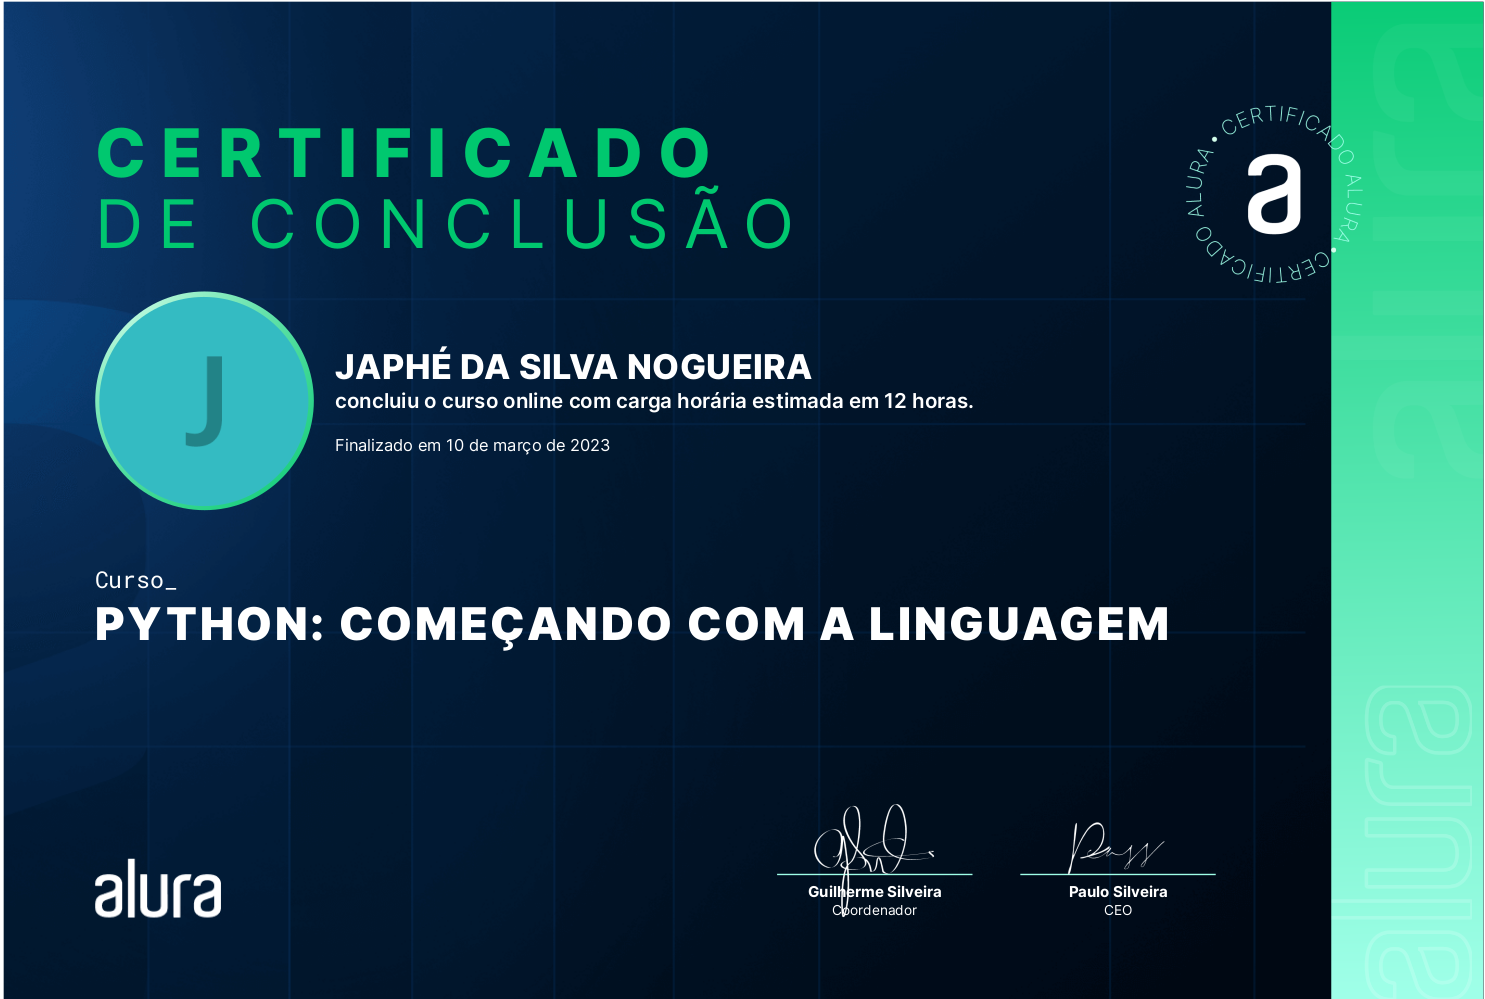 CERTIFICADO
DE CONCLUSÃO
CERTIFICADO ALURA • CERTIFICADO ALURA •
a
J
JAPHÉ DA SILVA NOGUEIRA
concluiu o curso online com carga horária estimada em 12 horas.
Finalizado em 10 de março de 2023
Curso_
PYTHON: COMEÇANDO COM A LINGUAGEM
alura
Guilherme Silveira
Coordenador
Paulo Silveira
CEO
alura
alura